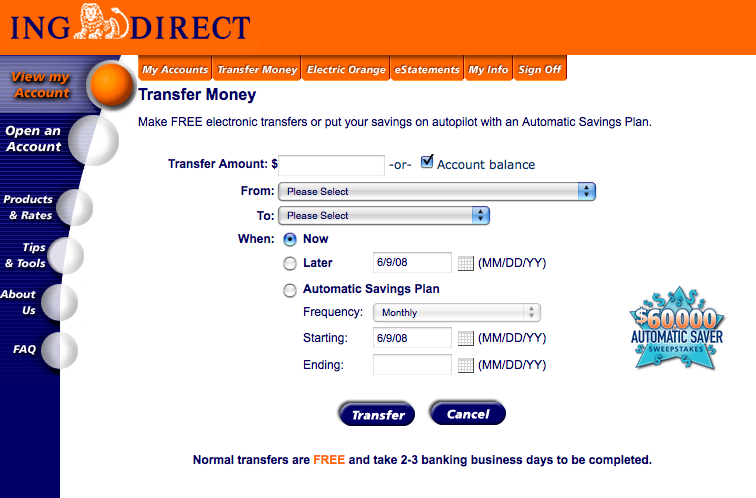 ING DIRECT
My Accounts Transfer Money Electric Orange eStatements My Info Sign Off
View my
Account
Open an
Account
Products
& Rates
Tips
& Tools
About
Us
FAQ
Transfer Money
Make FREE electronic transfers or put your savings on autopilot with an Automatic Savings Plan.
Transfer Amount: $ -or- Account balance
From: Please Select
To: Please Select
When: Now
Later 6/9/08 (MM/DD/YY)
Automatic Savings Plan
Frequency: Monthly
Starting: 6/9/08 (MM/DD/YY)
Ending: (MM/DD/YY)
$60,000
AUTOMATIC SAVER
SWEEPSTAKES
Transfer Cancel
Normal transfers are FREE and take 2-3 banking business days to be completed.